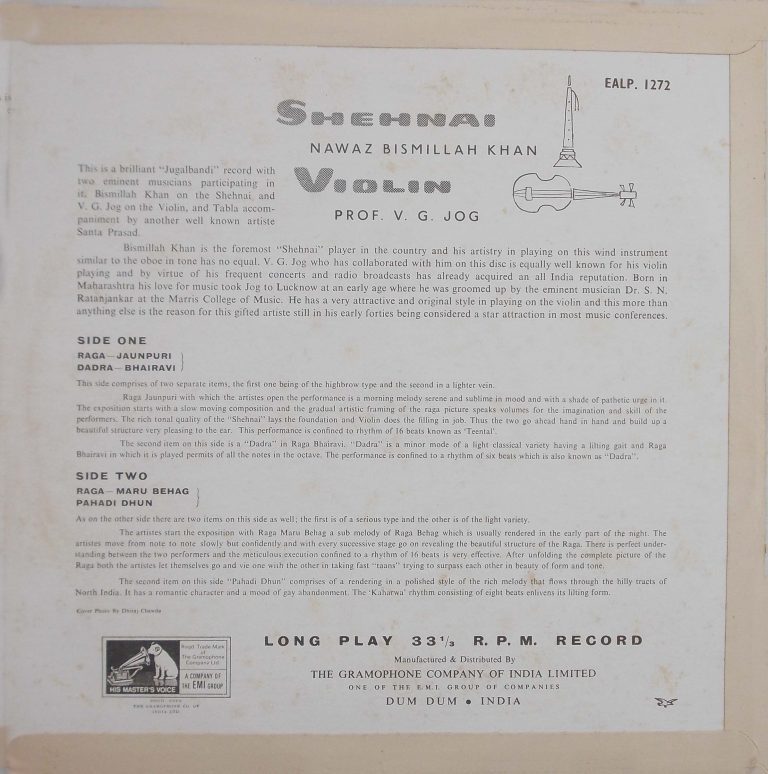 EALP. 1272
SHEHNAI
NAWAZ BISMILLAH KHAN
VIOLIN
PROF. V. G. JOG
This is a brilliant "Jugalbandi" record with
two eminent musicians participating in
it, Bismillah Khan on the Shehnai and
V. G. Jog on the Violin, and Tabla accom-
paniment by another well known artiste
Santa Prasad.
Bismillah Khan is the foremost "Shehnai" player in the country and his artistry in playing on this wind instrument
similar to the oboe in tone has no equal. V. G. Jog who has collaborated with him on this disc is equally well known for his violin
playing and by virtue of his frequent concerts and radio broadcasts has already acquired an all India reputation. Born in
Maharashtra his love for music took Jog to Lucknow at an early age where he was groomed up by the eminent musician Dr. S. N.
Ratanjankar at the Marris College of Music. He has a very attractive and original style in playing on the violin and this more than
anything else is the reason for this gifted artiste still in his early forties being considered a star attraction in most music conferences.
SIDE ONE
RAGA—JAUNPURI
DADRA—BHAIRAVI
This side comprises of two separate items, the first one being of the highbrow type and the second in a lighter vein.
Raga Jaunpuri with which the artistes open the performance is a morning melody serene and sublime in mood and with a shade of pathetic urge in it.
The exposition starts with a slow moving composition and the gradual artistic framing of the raga picture speaks volumes for the imagination and skill of the
performers. The rich tonal quality of the "Shehnai" lays the foundation and Violin does the filling in job. Thus the two go ahead hand in hand and build up a
beautiful structure very pleasing to the ear. This performance is confined to rhythm of 16 beats known as 'Teental'.
The second item on this side is a "Dadra" in Raga Bhairavi. "Dadra" is a minor mode of a light classical variety having a lilting gait and Raga
Bhairavi in which it is played permits of all the notes in the octave. The performance is confined to a rhythm of six beats which is also known as "Dadra".
SIDE TWO
RAGA—MARU BEHAG
PAHADI DHUN
As on the other side there are two items on this side as well; the first is of a serious type and the other is of the light variety.
The artistes start the exposition with Raga Maru Behag a sub melody of Raga Behag which is usually rendered in the early part of the night. The
artistes move from note to note slowly but confidently and with every successive stage go on revealing the beautiful structure of the Raga. There is perfect under-
standing between the two performers and the meticulous execution confined to a rhythm of 16 beats is very effective. After unfolding the complete picture of the
Raga both the artistes let themselves go and vie one with the other in taking fast "taans" trying to surpass each other in beauty of form and tone.
The second item on this side "Pahadi Dhun" comprises of a rendering in a polished style of the rich melody that flows through the hilly tracts of
North India. It has a romantic character and a mood of gay abandonment. The 'Kaharwa' rhythm consisting of eight beats enlivens its lilting form.
Cover Photo By Dhiraj Chawda
HIS MASTER'S VOICE
Regd. Trade Mark
of
The Gramophone
Company Ltd.
A COMPANY OF
THE EMI GROUP
THE GRAMOPHONE CO. OF
INDIA LTD.
LONG PLAY 33⅓ R.P.M. RECORD
Manufactured & Distributed By
THE GRAMOPHONE COMPANY OF INDIA LIMITED
ONE OF THE E.M.I. GROUP OF COMPANIES
DUM DUM • INDIA